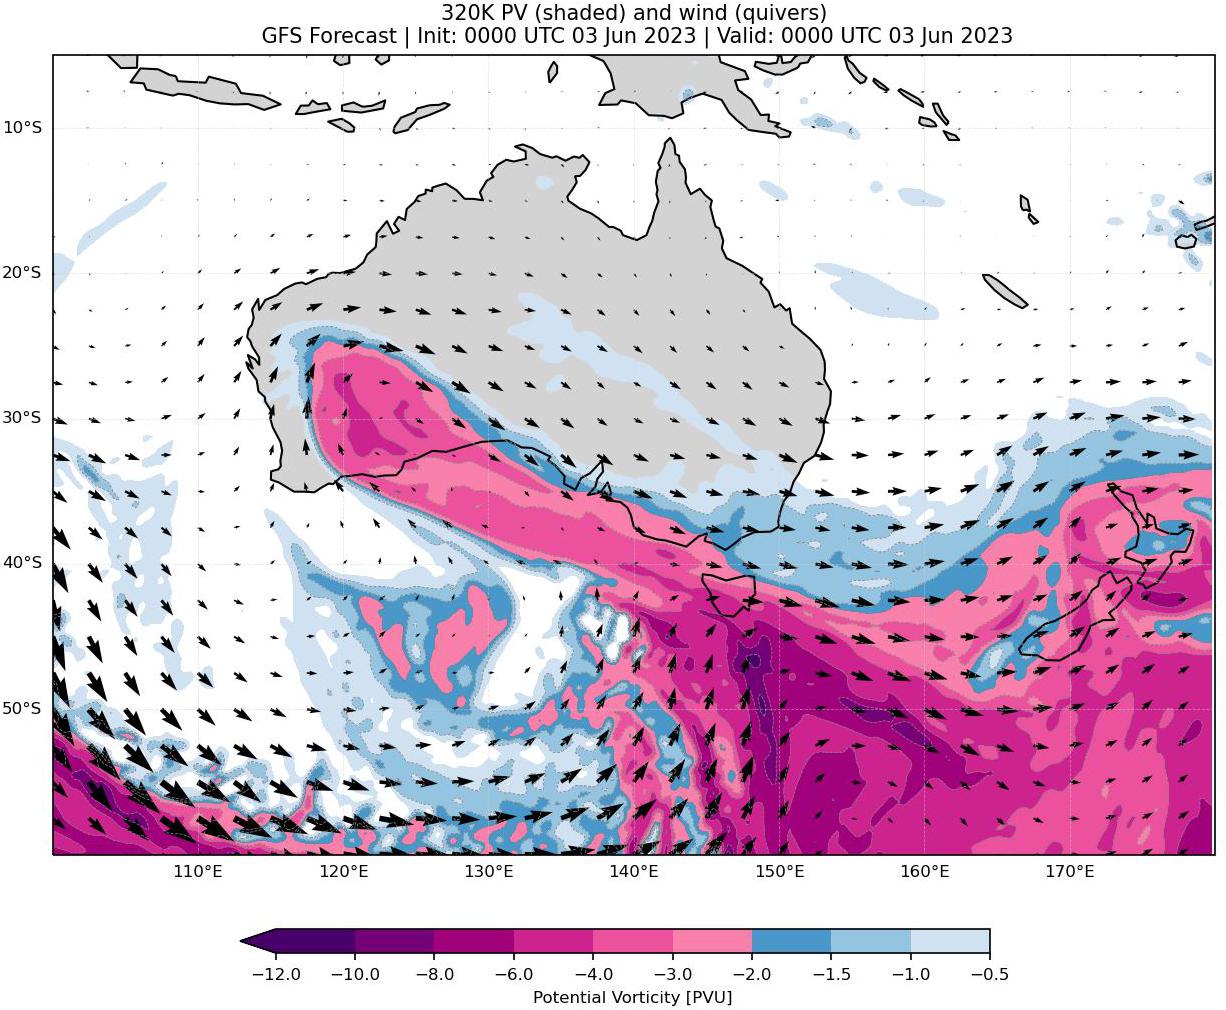 320K PV (shaded) and wind (quivers)
GFS Forecast | Init: 0000 UTC 03 Jun 2023 | Valid: 0000 UTC 03 Jun 2023
10°S
20°S
30°S
40°S
50°S
110°E 120°E 130°E 140°E 150°E 160°E 170°E
−12.0 −10.0 −8.0 −6.0 −4.0 −3.0 −2.0 −1.5 −1.0 −0.5
Potential Vorticity [PVU]